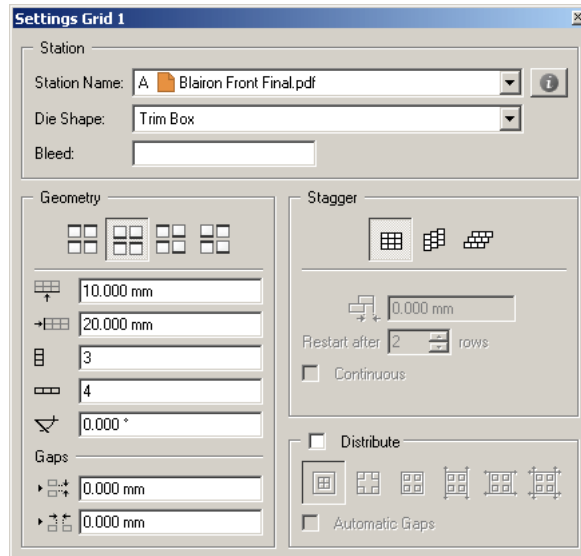 Settings Grid 1
Station
Station Name: A Blairon Front Final.pdf
Die Shape: Trim Box
Bleed:
Geometry
10.000 mm
20.000 mm
3
4
0.000 °
Gaps
0.000 mm
0.000 mm
Stagger
0.000 mm
Restart after 2 rows
Continuous
Distribute
Automatic Gaps